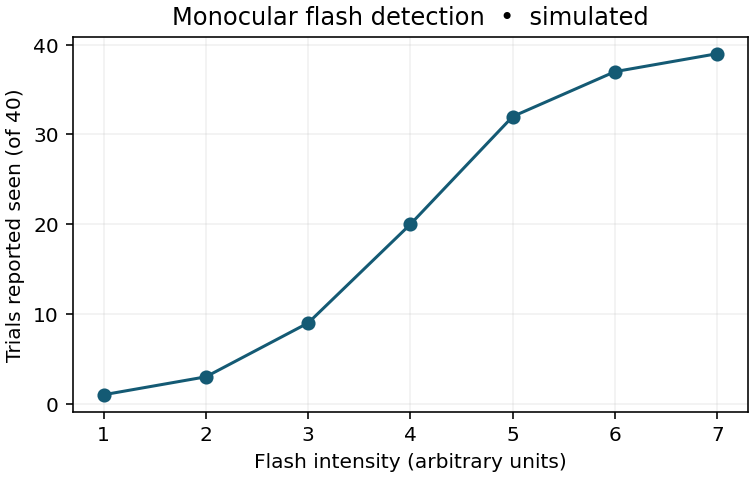 Monocular flash detection • simulated
Trials reported seen (of 40)
40
30
20
10
0
1 2 3 4 5 6 7
Flash intensity (arbitrary units)